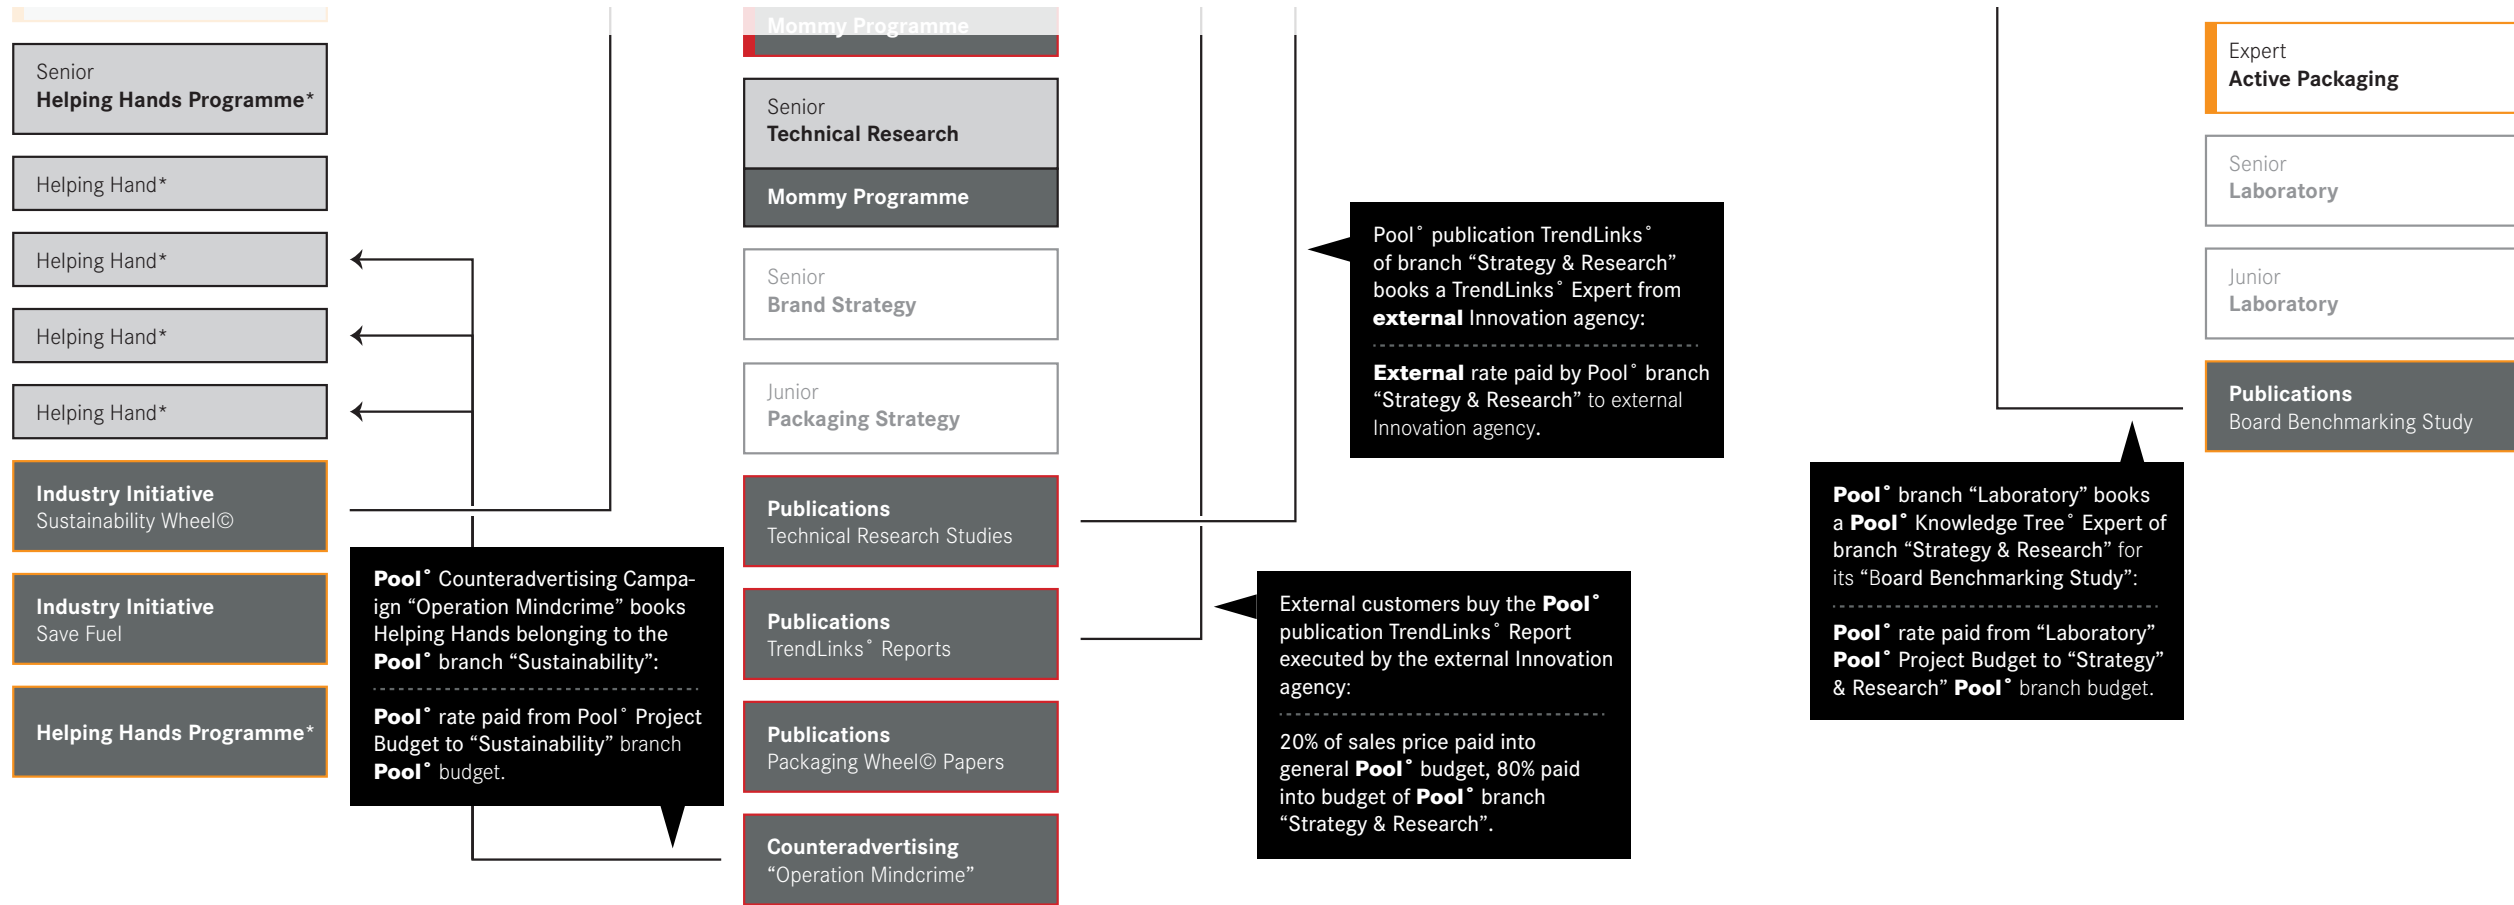 Senior
Helping Hands Programme*
Helping Hand*
Helping Hand*
Helping Hand*
Helping Hand*
Industry Initiative
Sustainability Wheel©
Industry Initiative
Save Fuel
Helping Hands Programme*
Pool° Counteradvertising Campa-
ign “Operation Mindcrime” books
Helping Hands belonging to the
Pool° branch “Sustainability”:
Pool° rate paid from Pool° Project
Budget to “Sustainability” branch
Pool° budget.
Mommy Programme
Senior
Technical Research
Mommy Programme
Senior
Brand Strategy
Junior
Packaging Strategy
Publications
Technical Research Studies
Publications
TrendLinks° Reports
Publications
Packaging Wheel© Papers
Counteradvertising
“Operation Mindcrime”
Pool° publication TrendLinks°
of branch “Strategy & Research”
books a TrendLinks° Expert from
external Innovation agency:
External rate paid by Pool° branch
“Strategy & Research” to external
Innovation agency.
External customers buy the Pool°
publication TrendLinks° Report
executed by the external Innovation
agency:
20% of sales price paid into
general Pool° budget, 80% paid
into budget of Pool° branch
“Strategy & Research”.
Pool° branch “Laboratory” books
a Pool° Knowledge Tree° Expert of
branch “Strategy & Research” for
its “Board Benchmarking Study”:
Pool° rate paid from “Laboratory”
Pool° Project Budget to “Strategy”
& Research” Pool° branch budget.
Expert
Active Packaging
Senior
Laboratory
Junior
Laboratory
Publications
Board Benchmarking Study